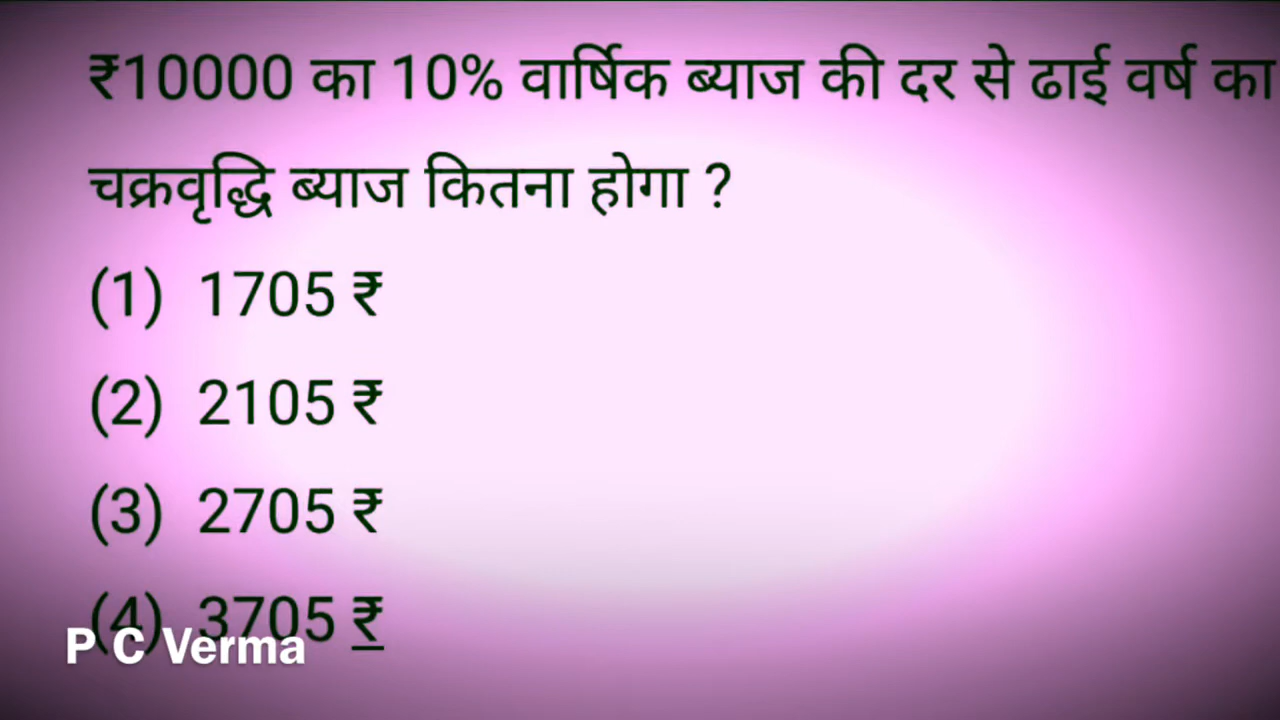 ₹10000 का 10% वार्षिक ब्याज की दर से ढाई वर्ष का
चक्रवृद्धि ब्याज कितना होगा ?
(1) 1705 ₹
(2) 2105 ₹
(3) 2705 ₹
(4) 3705 ₹
P C Verma